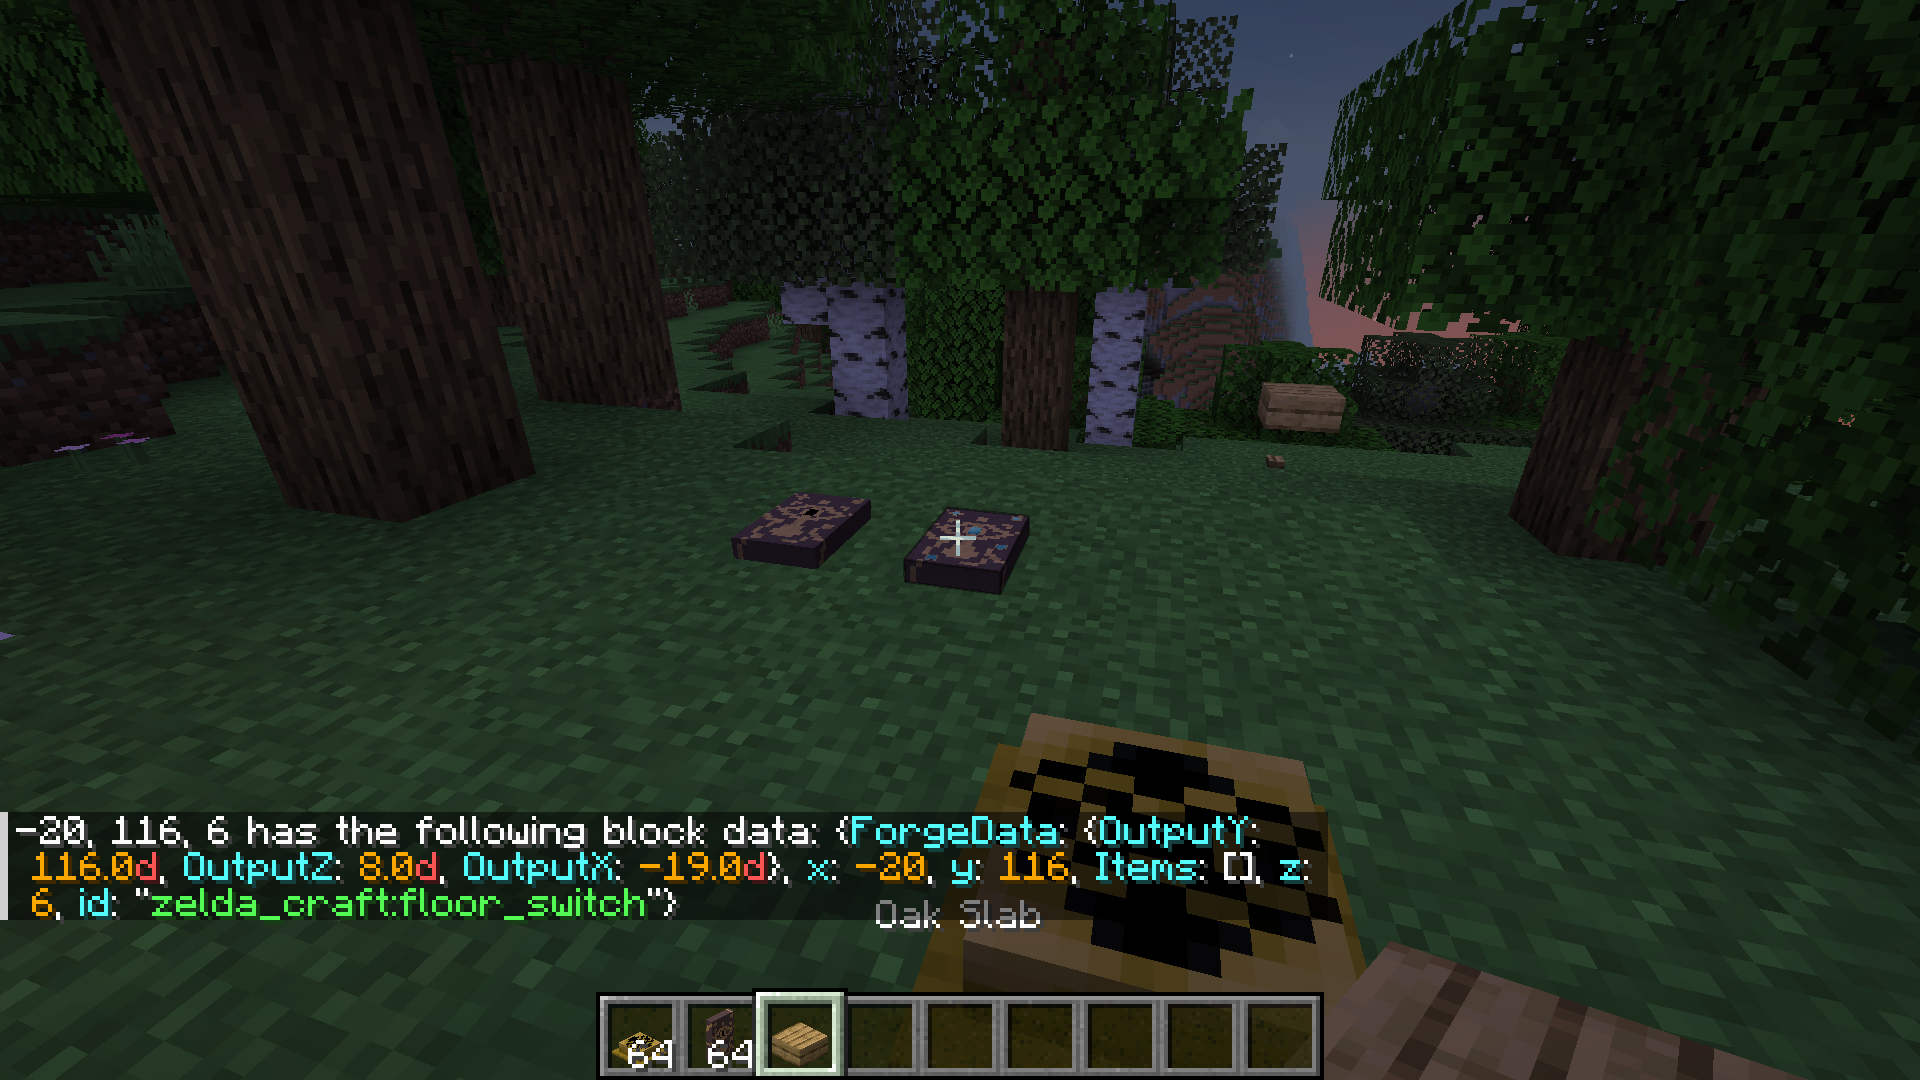 -20, 116, 6 has the following block data: {ForgeData: {OutputY:
116.0d, OutputZ: 8.0d, OutputX: -19.0d}, x: -20, y: 116, Items: [], z:
6, id: "zelda_craft:floor_switch"}
Oak Slab
64 64